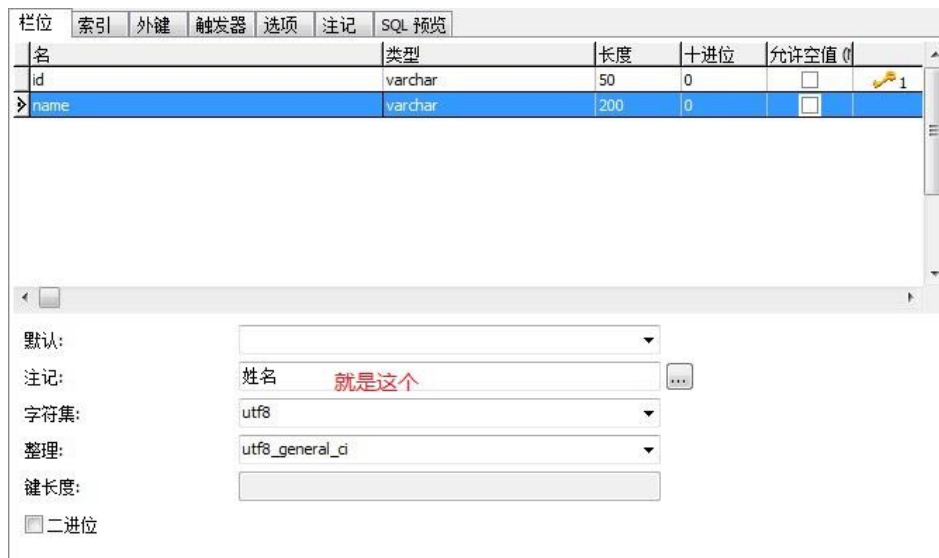 栏位 索引 外键 触发器 选项 注记 SQL 预览
名 类型 长度 十进位 允许空值 (
id varchar 50 0 1
name varchar 200 0
默认:
注记: 姓名 就是这个 ...
字符集: utf8
整理: utf8_general_ci
键长度:
二进位